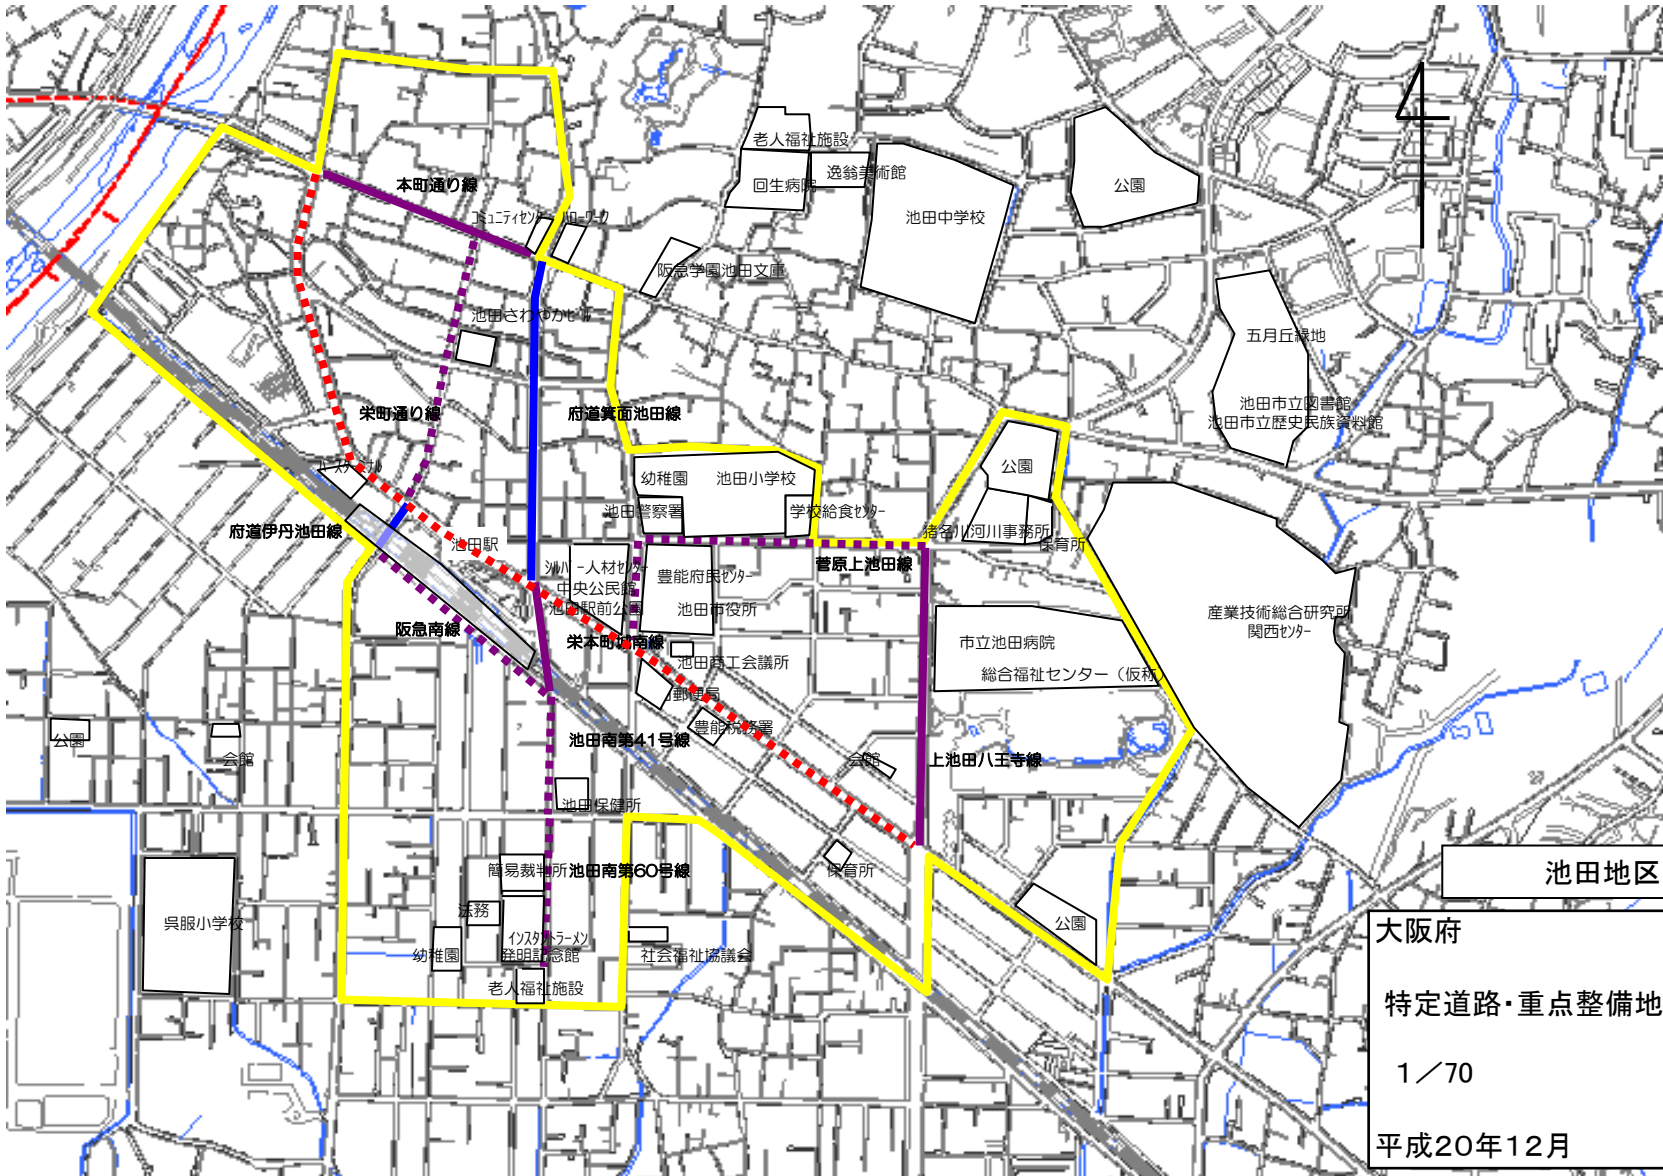 老人福祉施設
逸翁美術館
本町通り線
回生病院
公園
コミュニティセンター
ハローワーク
池田中学校
阪急学園池田文庫
池田さわやかビル
五月丘緑地
栄町通り線
府道箕面池田線
池田市立図書館
池田市立歴史民族資料館
バスターミナル
公園
幼稚園
池田小学校
池田警察署
学校給食センター
府道伊丹池田線
猪名川河川事務所
池田駅
保育所
シルバー人材センター
豊能府民センター
菅原上池田線
中央公民館
池田駅前公園
池田市役所
産業技術総合研究所
関西センター
阪急南線
栄本町城南線
市立池田病院
池田商工会議所
総合福祉センター（仮称）
郵便局
豊能税務署
公園
池田南第41号線
会館
会館
上池田八王寺線
池田保健所
簡易裁判所
池田南第60号線
保育所
池田地区
法務
呉服小学校
公園
大阪府
インスタントラーメン
発明記念館
幼稚園
社会福祉協議会
老人福祉施設
特定道路・重点整備地
1／70
平成20年12月